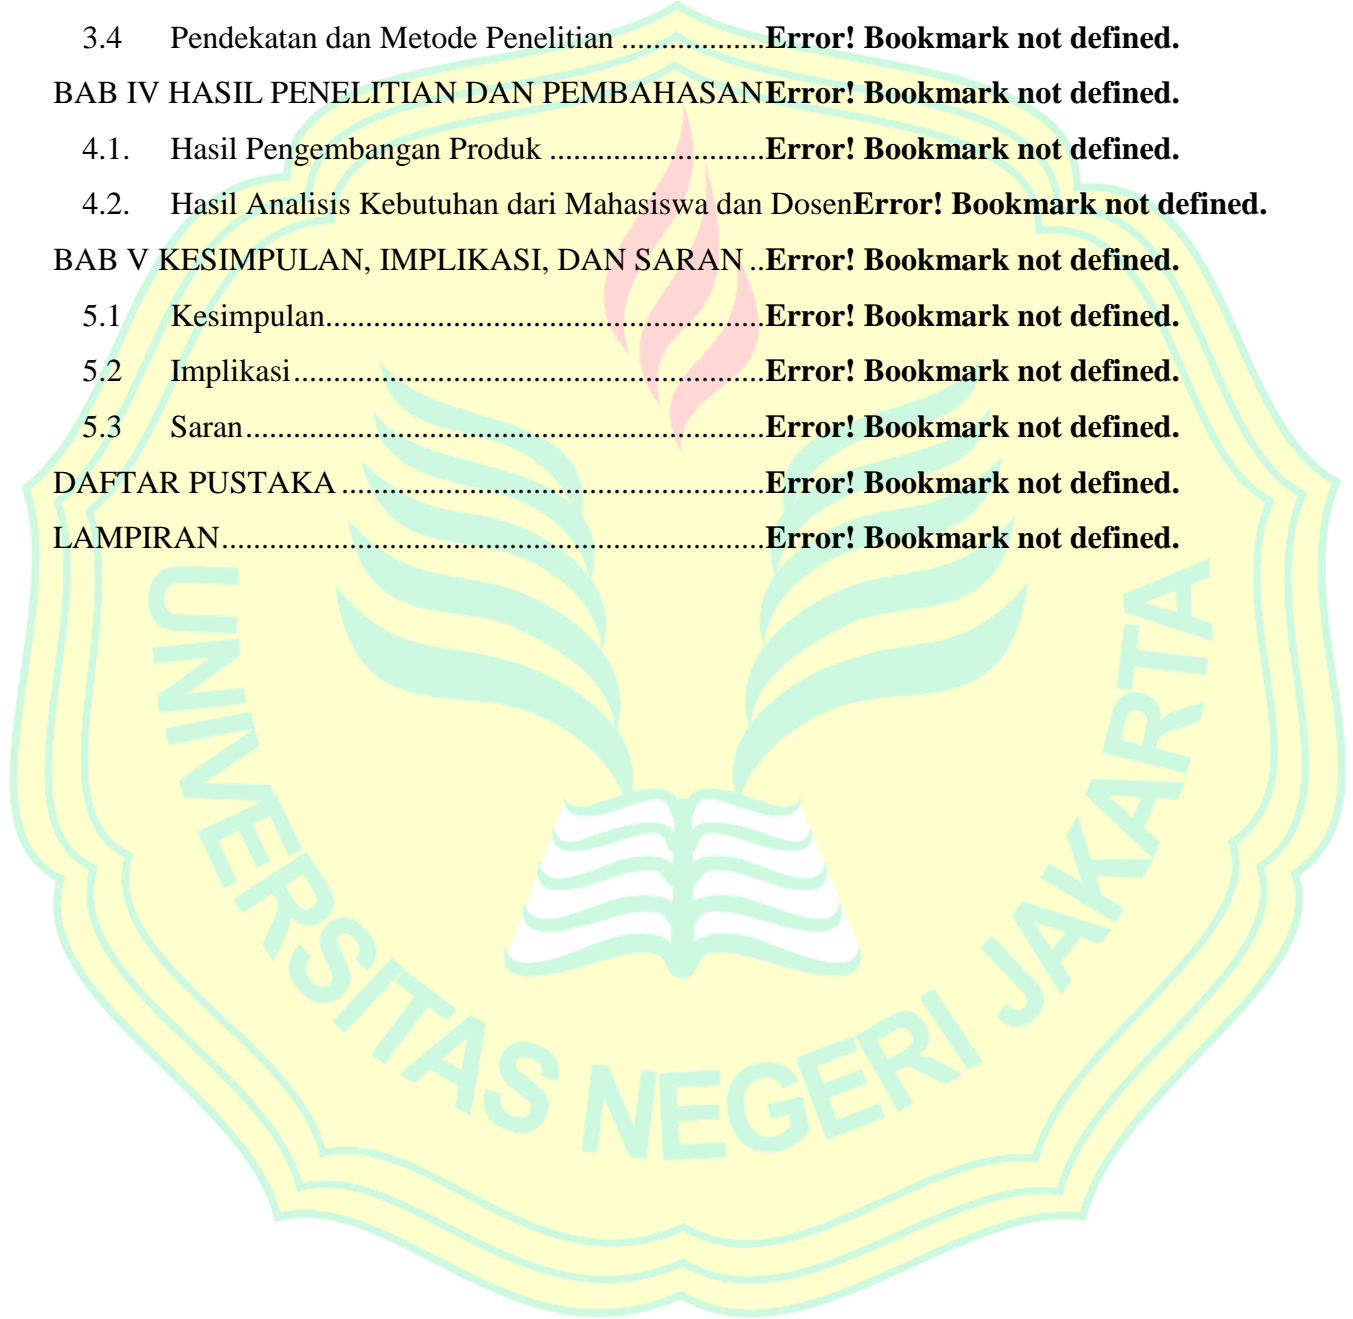 3.4 Pendekatan dan Metode Penelitian ..................Error! Bookmark not defined.
BAB IV HASIL PENELITIAN DAN PEMBAHASANError! Bookmark not defined.
4.1. Hasil Pengembangan Produk ...........................Error! Bookmark not defined.
4.2. Hasil Analisis Kebutuhan dari Mahasiswa dan DosenError! Bookmark not defined.
BAB V KESIMPULAN, IMPLIKASI, DAN SARAN ..Error! Bookmark not defined.
5.1 Kesimpulan.......................................................Error! Bookmark not defined.
5.2 Implikasi...........................................................Error! Bookmark not defined.
5.3 Saran.................................................................Error! Bookmark not defined.
DAFTAR PUSTAKA .....................................................Error! Bookmark not defined.
LAMPIRAN....................................................................Error! Bookmark not defined.
UNIVERSITAS NEGERI JAKARTA